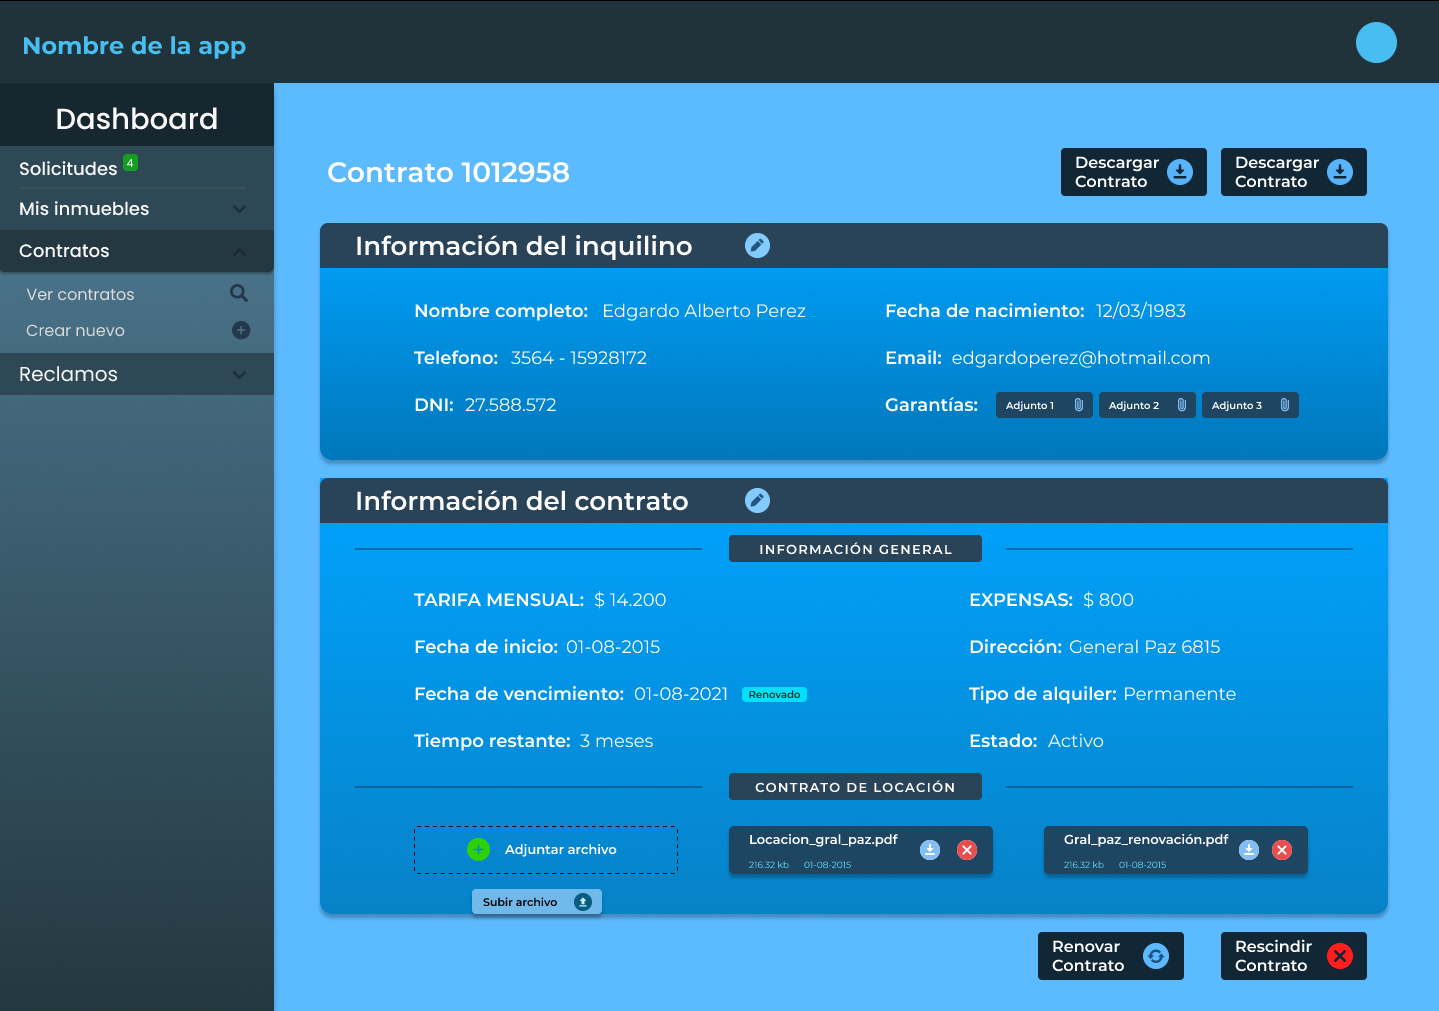 Nombre de la app
Dashboard
Solicitudes 4
Mis inmuebles
Contratos
Ver contratos
Crear nuevo
Reclamos
Contrato 1012958
Descargar
Contrato
Descargar
Contrato
Información del inquilino
Nombre completo: Edgardo Alberto Perez
Fecha de nacimiento: 12/03/1983
Telefono: 3564 - 15928172
Email: edgardoperez@hotmail.com
DNI: 27.588.572
Garantías: Adjunto 1 Adjunto 2 Adjunto 3
Información del contrato
INFORMACIÓN GENERAL
TARIFA MENSUAL: $ 14.200
EXPENSAS: $ 800
Fecha de inicio: 01-08-2015
Dirección: General Paz 6815
Fecha de vencimiento: 01-08-2021 Renovado
Tipo de alquiler: Permanente
Tiempo restante: 3 meses
Estado: Activo
CONTRATO DE LOCACIÓN
Adjuntar archivo
Subir archivo
Locacion_gral_paz.pdf
216.32 kb 01-08-2015
Gral_paz_renovación.pdf
216.32 kb 01-08-2015
Renovar
Contrato
Rescindir
Contrato